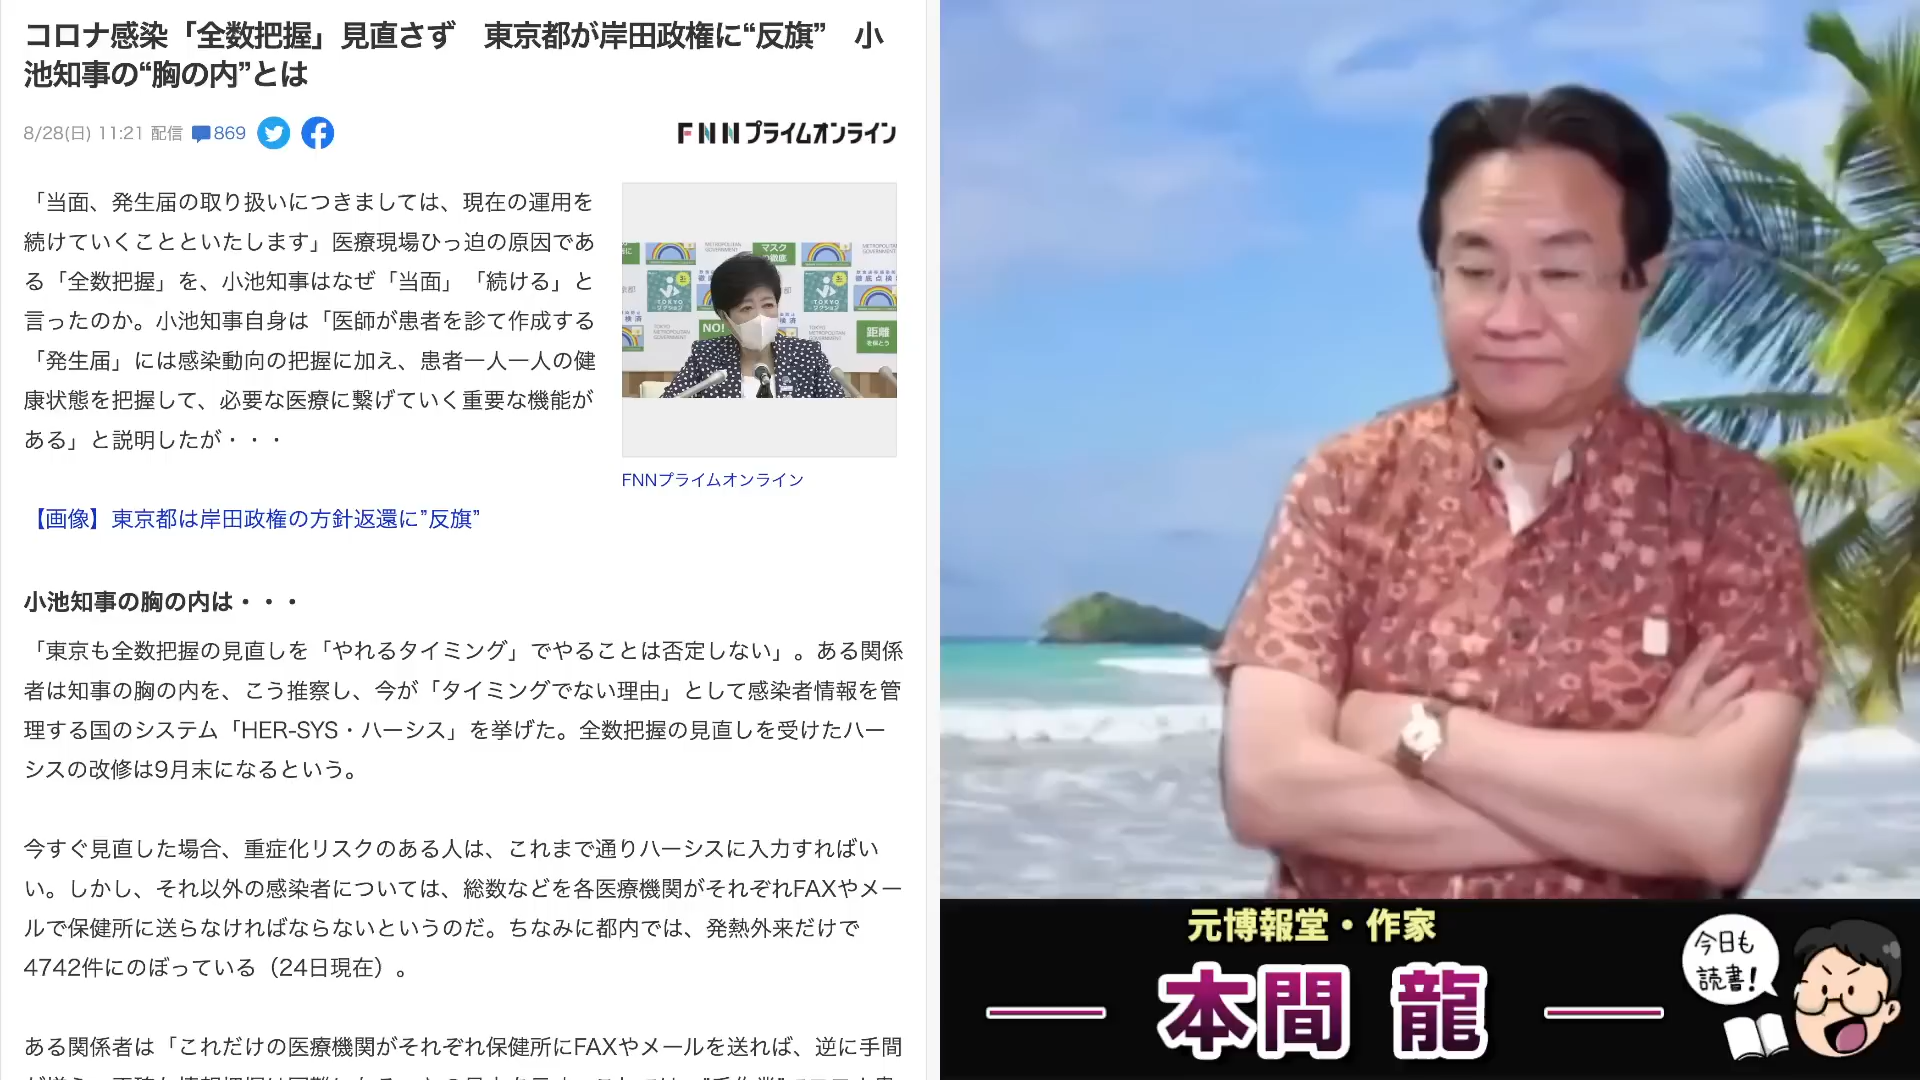 コロナ感染「全数把握」見直さず　東京都が岸田政権に“反旗”　小
池知事の“胸の内”とは
8/28(日) 11:21 配信 869
FNNプライムオンライン
「当面、発生届の取り扱いにつきましては、現在の運用を
続けていくことといたします」医療現場ひっ迫の原因であ
る「全数把握」を、小池知事はなぜ「当面」「続ける」と
言ったのか。小池知事自身は「医師が患者を診て作成する
「発生届」には感染動向の把握に加え、患者一人一人の健
康状態を把握して、必要な医療に繋げていく重要な機能が
ある」と説明したが・・・
マスク
NO!
TOKYO
距離
を保とう
FNNプライムオンライン
【画像】東京都は岸田政権の方針返還に”反旗”
小池知事の胸の内は・・・
「東京も全数把握の見直しを「やれるタイミング」でやることは否定しない」。ある関係
者は知事の胸の内を、こう推察し、今が「タイミングでない理由」として感染者情報を管
理する国のシステム「HER-SYS・ハーシス」を挙げた。全数把握の見直しを受けたハー
シスの改修は9月末になるという。
今すぐ見直した場合、重症化リスクのある人は、これまで通りハーシスに入力すればい
い。しかし、それ以外の感染者については、総数などを各医療機関がそれぞれFAXやメー
ルで保健所に送らなければならないというのだ。ちなみに都内では、発熱外来だけで
4742件にのぼっている（24日現在）。
ある関係者は「これだけの医療機関がそれぞれ保健所にFAXやメールを送れば、逆に手間
元博報堂・作家
本間 龍
今日も
読書!